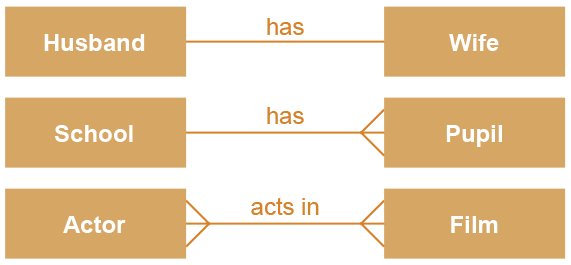 Husband has Wife
School has Pupil
Actor acts in Film